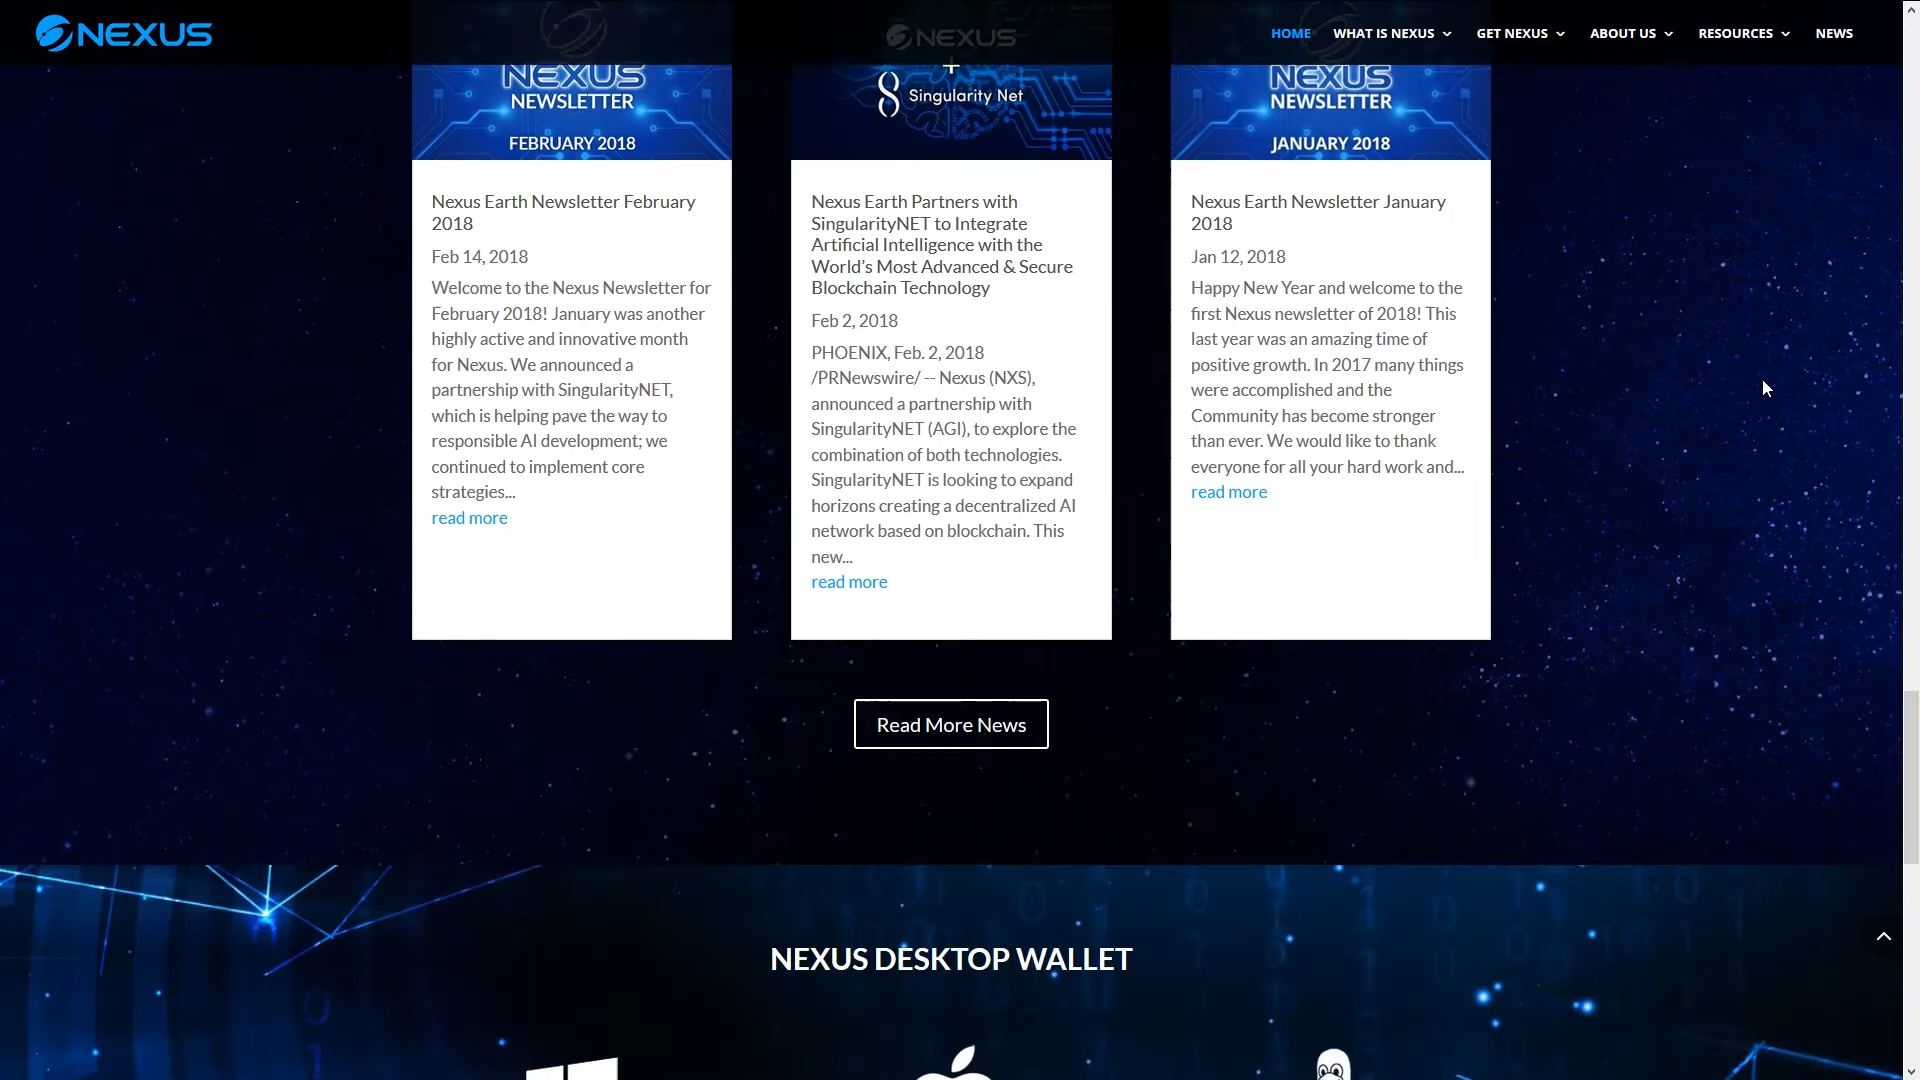 NEXUS
HOME
WHAT IS NEXUS
GET NEXUS
ABOUT US
RESOURCES
NEWS
NEXUS
NEWSLETTER
FEBRUARY 2018
Nexus Earth Newsletter February
2018
Feb 14, 2018
Welcome to the Nexus Newsletter for
February 2018! January was another
highly active and innovative month
for Nexus. We announced a
partnership with SingularityNET,
which is helping pave the way to
responsible AI development; we
continued to implement core
strategies...
read more
NEXUS
+
Singularity Net
Nexus Earth Partners with
SingularityNET to Integrate
Artificial Intelligence with the
World’s Most Advanced & Secure
Blockchain Technology
Feb 2, 2018
PHOENIX, Feb. 2, 2018
/PRNewswire/ -- Nexus (NXS),
announced a partnership with
SingularityNET (AGI), to explore the
combination of both technologies.
SingularityNET is looking to expand
horizons creating a decentralized AI
network based on blockchain. This
new...
read more
NEXUS
NEWSLETTER
JANUARY 2018
Nexus Earth Newsletter January
2018
Jan 12, 2018
Happy New Year and welcome to the
first Nexus newsletter of 2018! This
last year was an amazing time of
positive growth. In 2017 many things
were accomplished and the
Community has become stronger
than ever. We would like to thank
everyone for all your hard work and...
read more
Read More News
NEXUS DESKTOP WALLET